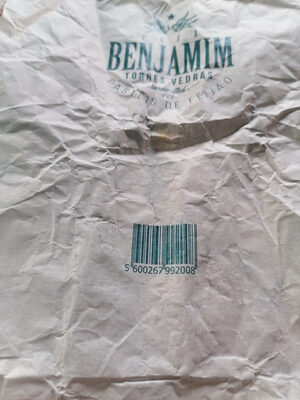 BENJAMIM
TORRES VEDRAS
PASTÉIS DE FEIJÃO
5 600267 992008